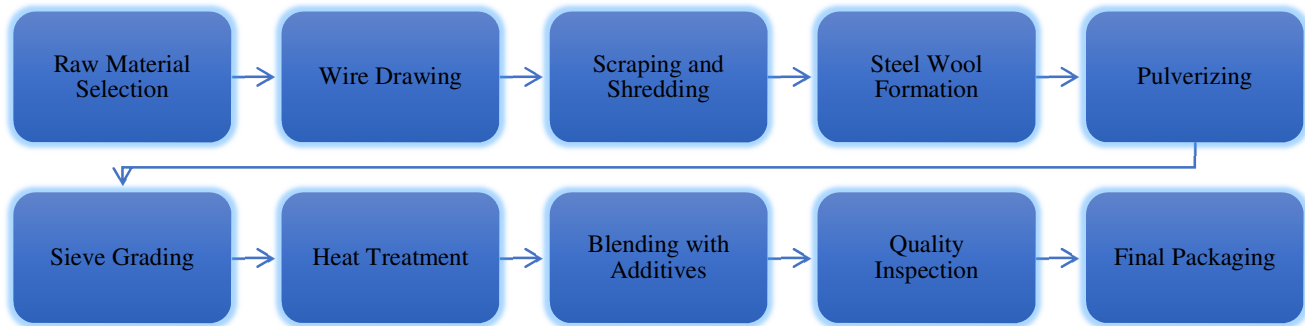 Raw Material
Selection
Wire Drawing
Scraping and
Shredding
Steel Wool
Formation
Pulverizing
Sieve Grading
Heat Treatment
Blending with
Additives
Quality
Inspection
Final Packaging